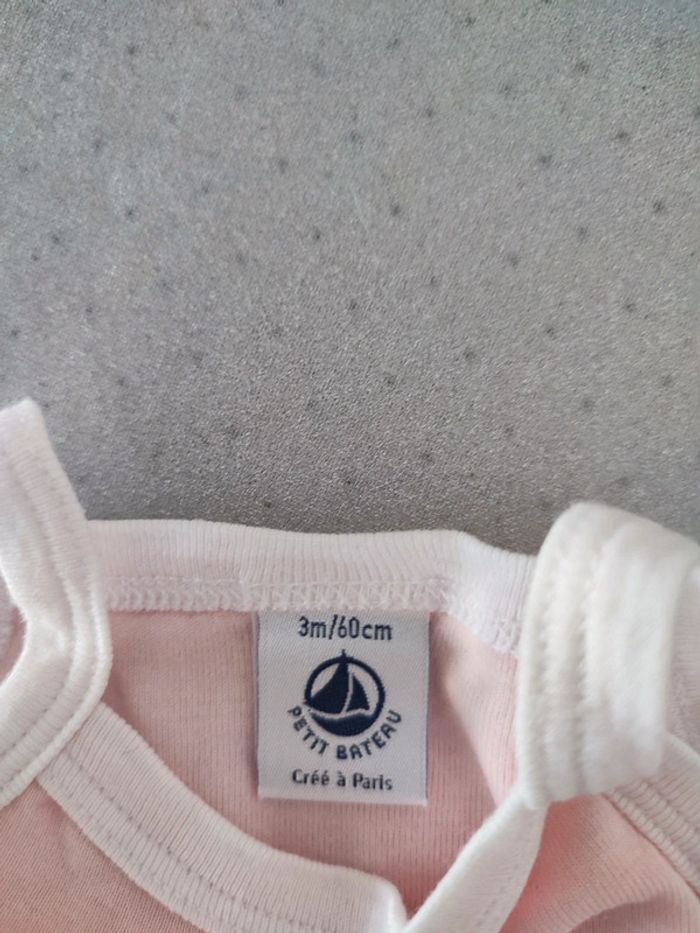 3m/60cm
PETIT BATEAU
Créé à Paris